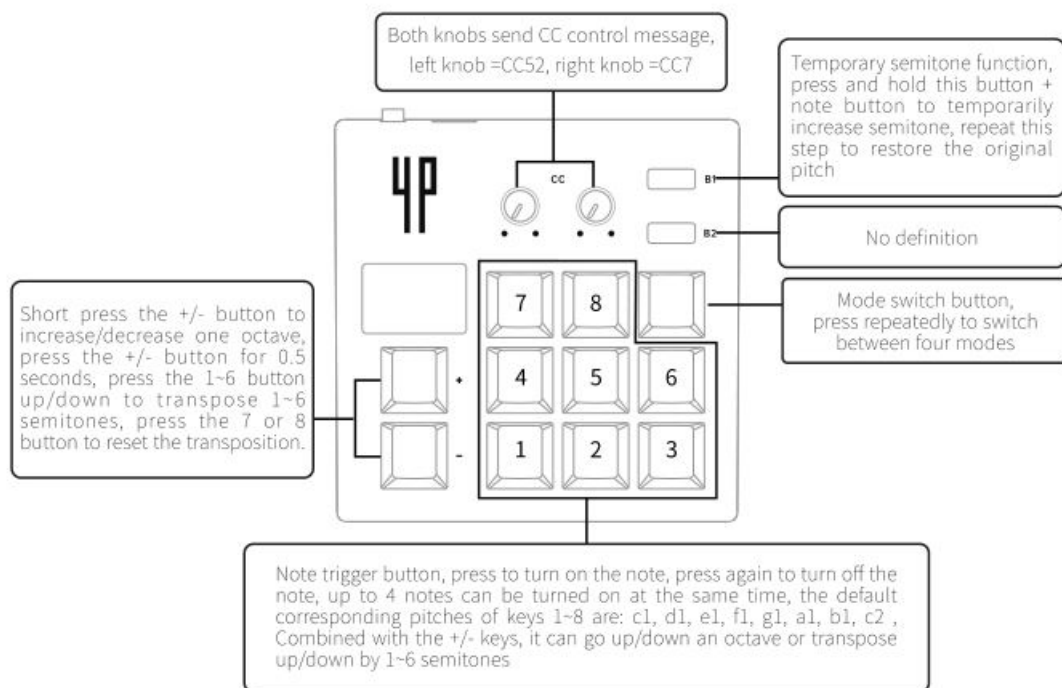 Both knobs send CC control message,
left knob =CC52, right knob =CC7
Temporary semitone function,
press and hold this button +
note button to temporarily
increase semitone, repeat this
step to restore the original
pitch
CC
B1
B2
No definition
Mode switch button,
press repeatedly to switch
between four modes
Short press the +/- button to
increase/decrease one octave,
press the +/- button for 0.5
seconds, press the 1~6 button
up/down to transpose 1~6
semitones, press the 7 or 8
button to reset the transposition.
7 8
+
4 5 6
-
1 2 3
Note trigger button, press to turn on the note, press again to turn off the
note, up to 4 notes can be turned on at the same time, the default
corresponding pitches of keys 1~8 are: c1, d1, e1, f1, g1, a1, b1, c2 ,
Combined with the +/- keys, it can go up/down an octave or transpose
up/down by 1~6 semitones